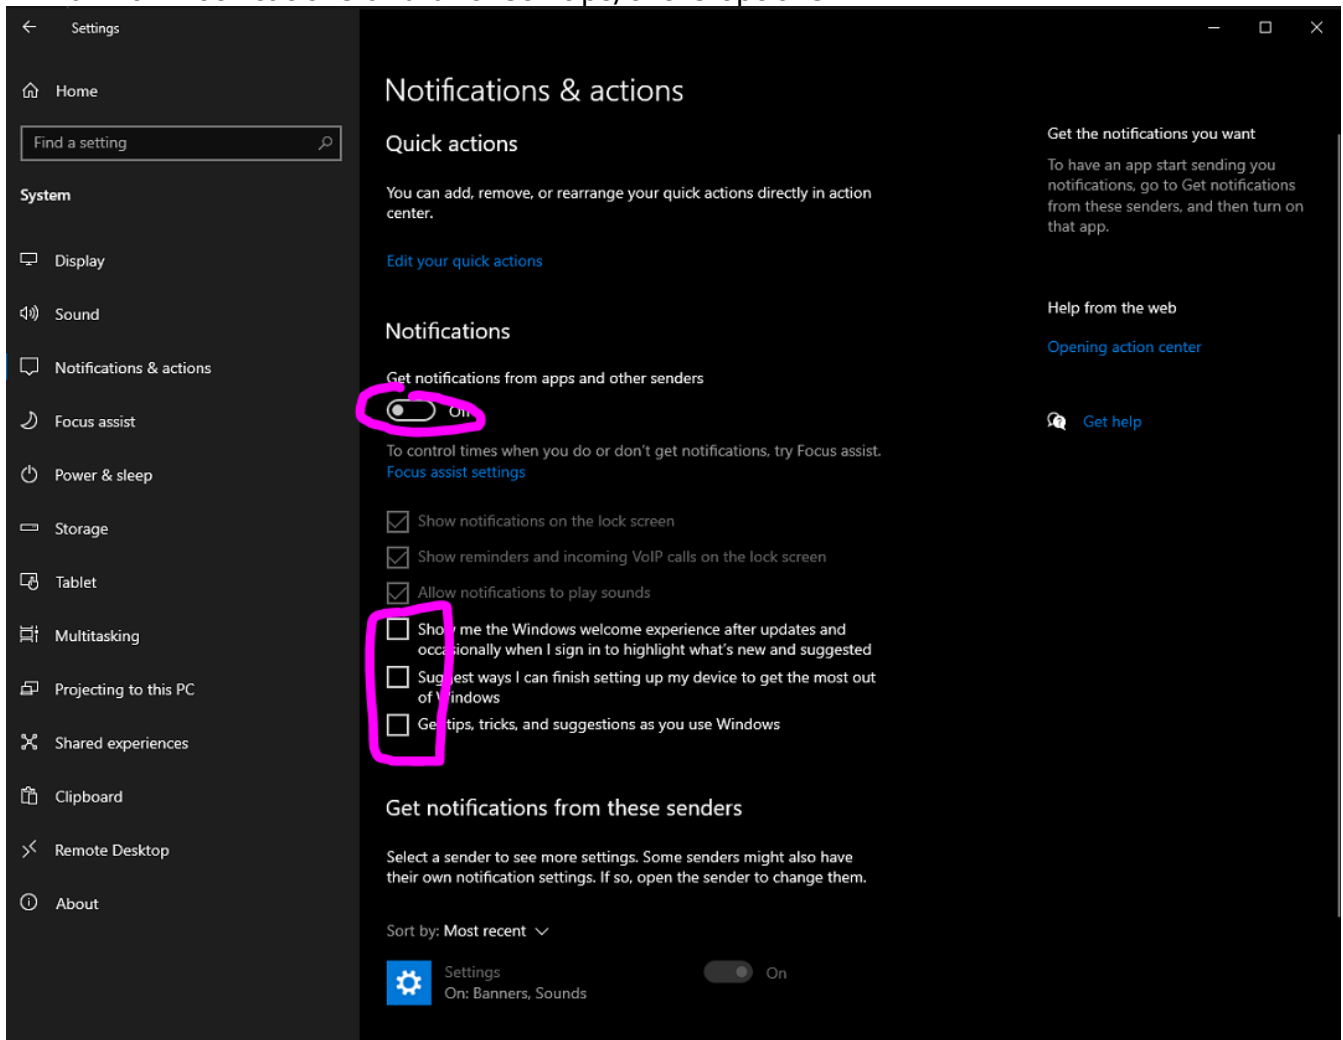 Settings
Home
Find a setting
System
Display
Sound
Notifications & actions
Focus assist
Power & sleep
Storage
Tablet
Multitasking
Projecting to this PC
Shared experiences
Clipboard
Remote Desktop
About
Notifications & actions
Quick actions
You can add, remove, or rearrange your quick actions directly in action
center.
Edit your quick actions
Notifications
Get notifications from apps and other senders
To control times when you do or don't get notifications, try Focus assist.
Focus assist settings
Show notifications on the lock screen
Show reminders and incoming VoIP calls on the lock screen
Allow notifications to play sounds
Show me the Windows welcome experience after updates and
occasionally when I sign in to highlight what's new and suggested
Suggest ways I can finish setting up my device to get the most out
of Windows
Get tips, tricks, and suggestions as you use Windows
Get notifications from these senders
Select a sender to see more settings. Some senders might also have
their own notification settings. If so, open the sender to change them.
Sort by: Most recent
Settings
On: Banners, Sounds
On
Get the notifications you want
To have an app start sending you
notifications, go to Get notifications
from these senders, and then turn on
that app.
Help from the web
Opening action center
Get help